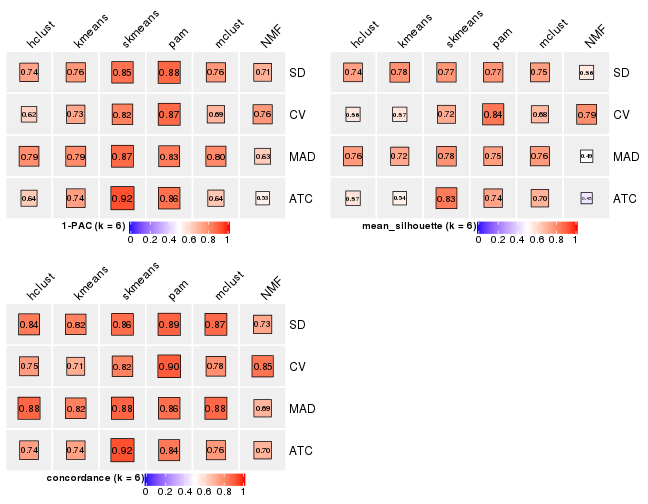 hclust kmeans skmeans pam mclust NMF
0.74 0.76 0.85 0.88 0.76 0.71 SD
0.62 0.73 0.82 0.87 0.69 0.76 CV
0.79 0.79 0.87 0.83 0.80 0.63 MAD
0.64 0.74 0.92 0.86 0.64 0.53 ATC
1-PAC (k = 6)
0 0.2 0.4 0.6 0.8 1
hclust kmeans skmeans pam mclust NMF
0.74 0.78 0.77 0.77 0.75 0.56 SD
0.56 0.57 0.72 0.84 0.68 0.79 CV
0.76 0.72 0.78 0.75 0.76 0.49 MAD
0.57 0.54 0.83 0.74 0.70 0.45 ATC
mean_silhouette (k = 6)
0 0.2 0.4 0.6 0.8 1
hclust kmeans skmeans pam mclust NMF
0.84 0.82 0.86 0.89 0.87 0.73 SD
0.75 0.71 0.82 0.90 0.78 0.85 CV
0.88 0.82 0.88 0.86 0.88 0.69 MAD
0.74 0.74 0.92 0.84 0.76 0.70 ATC
concordance (k = 6)
0 0.2 0.4 0.6 0.8 1